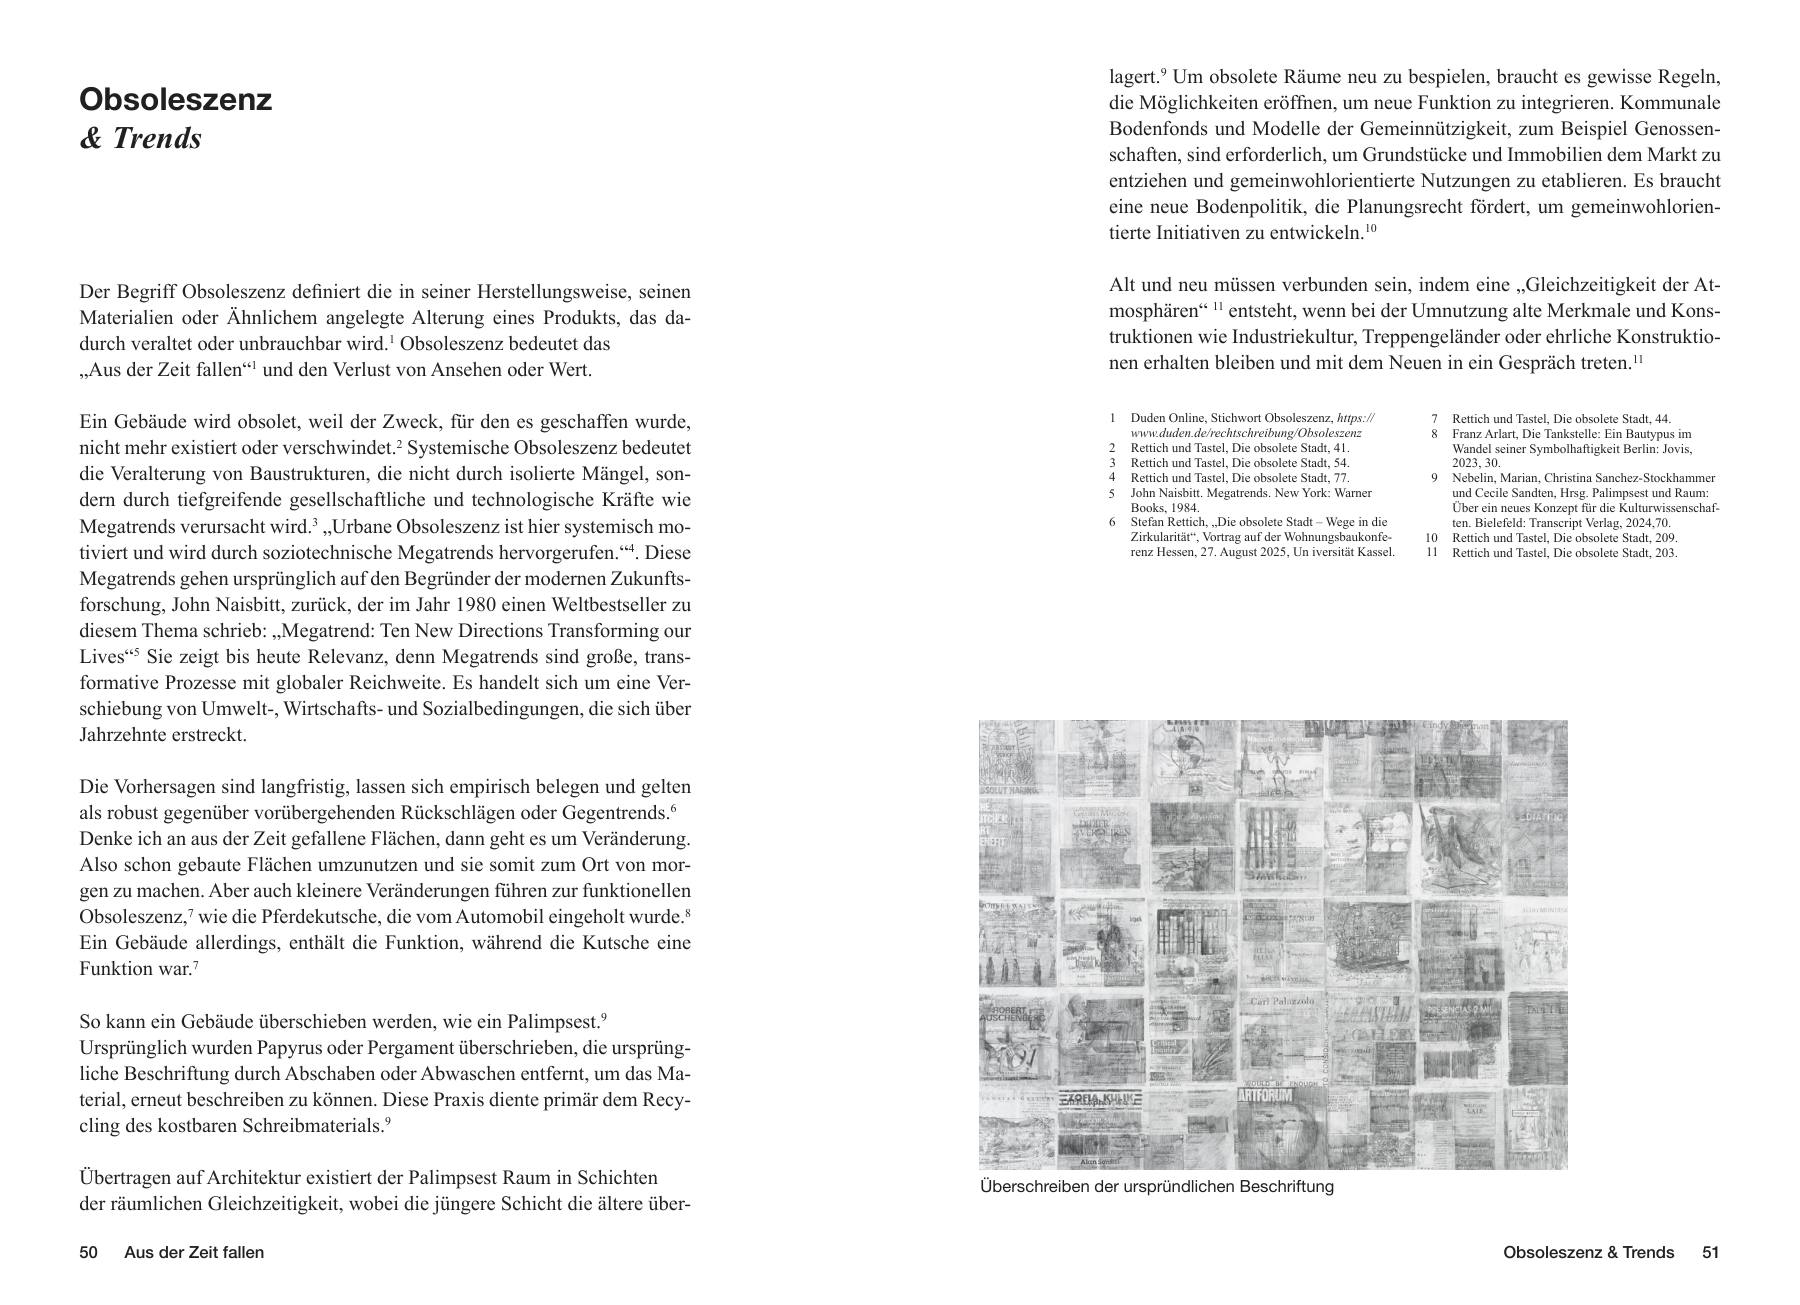 Obsoleszenz
& Trends
Der Begriff Obsoleszenz definiert die in seiner Herstellungsweise, seinen
Materialien oder Ähnlichem angelegte Alterung eines Produkts, das da-
durch veraltet oder unbrauchbar wird.¹ Obsoleszenz bedeutet das
„Aus der Zeit fallen“¹ und den Verlust von Ansehen oder Wert.
Ein Gebäude wird obsolet, weil der Zweck, für den es geschaffen wurde,
nicht mehr existiert oder verschwindet.² Systemische Obsoleszenz bedeutet
die Veralterung von Baustrukturen, die nicht durch isolierte Mängel, son-
dern durch tiefgreifende gesellschaftliche und technologische Kräfte wie
Megatrends verursacht wird.³ „Urbane Obsoleszenz ist hier systemisch mo-
tiviert und wird durch soziotechnische Megatrends hervorgerufen.“⁴. Diese
Megatrends gehen ursprünglich auf den Begründer der modernen Zukunfts-
forschung, John Naisbitt, zurück, der im Jahr 1980 einen Weltbestseller zu
diesem Thema schrieb: „Megatrend: Ten New Directions Transforming our
Lives“⁵ Sie zeigt bis heute Relevanz, denn Megatrends sind große, trans-
formative Prozesse mit globaler Reichweite. Es handelt sich um eine Ver-
schiebung von Umwelt-, Wirtschafts- und Sozialbedingungen, die sich über
Jahrzehnte erstreckt.
Die Vorhersagen sind langfristig, lassen sich empirisch belegen und gelten
als robust gegenüber vorübergehenden Rückschlägen oder Gegentrends.⁶
Denke ich an aus der Zeit gefallene Flächen, dann geht es um Veränderung.
Also schon gebaute Flächen umzunutzen und sie somit zum Ort von mor-
gen zu machen. Aber auch kleinere Veränderungen führen zur funktionellen
Obsoleszenz,⁷ wie die Pferdekutsche, die vom Automobil eingeholt wurde.⁸
Ein Gebäude allerdings, enthält die Funktion, während die Kutsche eine
Funktion war.⁷
So kann ein Gebäude überschieben werden, wie ein Palimpsest.⁹
Ursprünglich wurden Papyrus oder Pergament überschrieben, die ursprüng-
liche Beschriftung durch Abschaben oder Abwaschen entfernt, um das Ma-
terial, erneut beschreiben zu können. Diese Praxis diente primär dem Recy-
cling des kostbaren Schreibmaterials.⁹
Übertragen auf Architektur existiert der Palimpsest Raum in Schichten
der räumlichen Gleichzeitigkeit, wobei die jüngere Schicht die ältere über-
50 Aus der Zeit fallen
lagert.⁹ Um obsolete Räume neu zu bespielen, braucht es gewisse Regeln,
die Möglichkeiten eröffnen, um neue Funktion zu integrieren. Kommunale
Bodenfonds und Modelle der Gemeinnützigkeit, zum Beispiel Genossen-
schaften, sind erforderlich, um Grundstücke und Immobilien dem Markt zu
entziehen und gemeinwohlorientierte Nutzungen zu etablieren. Es braucht
eine neue Bodenpolitik, die Planungsrecht fördert, um gemeinwohlorien-
tierte Initiativen zu entwickeln.¹⁰
Alt und neu müssen verbunden sein, indem eine „Gleichzeitigkeit der At-
mosphären“ ¹¹ entsteht, wenn bei der Umnutzung alte Merkmale und Kons-
truktionen wie Industriekultur, Treppengeländer oder ehrliche Konstruktio-
nen erhalten bleiben und mit dem Neuen in ein Gespräch treten.¹¹
1 Duden Online, Stichwort Obsoleszenz, https://
www.duden.de/rechtschreibung/Obsoleszenz
2 Rettich und Tastel, Die obsolete Stadt, 41.
3 Rettich und Tastel, Die obsolete Stadt, 54.
4 Rettich und Tastel, Die obsolete Stadt, 77.
5 John Naisbitt. Megatrends. New York: Warner
Books, 1984.
6 Stefan Rettich, „Die obsolete Stadt – Wege in die
Zirkularität“, Vortrag auf der Wohnungsbaukonfe-
renz Hessen, 27. August 2025, Un iversität Kassel.
7 Rettich und Tastel, Die obsolete Stadt, 44.
8 Franz Arlart, Die Tankstelle: Ein Bautypus im
Wandel seiner Symbolhaftigkeit Berlin: Jovis,
2023, 30.
9 Nebelin, Marian, Christina Sanchez-Stockhammer
und Cecile Sandten, Hrsg. Palimpsest und Raum:
Über ein neues Konzept für die Kulturwissenschaf-
ten. Bielefeld: Transcript Verlag, 2024,70.
10 Rettich und Tastel, Die obsolete Stadt, 209.
11 Rettich und Tastel, Die obsolete Stadt, 203.
Carl Palazzolo
ROBERT
ZOFIA KULIK
WOULD BE ENOUGH
ARTFORUM
Überschreiben der urspründlichen Beschriftung
Obsoleszenz & Trends 51